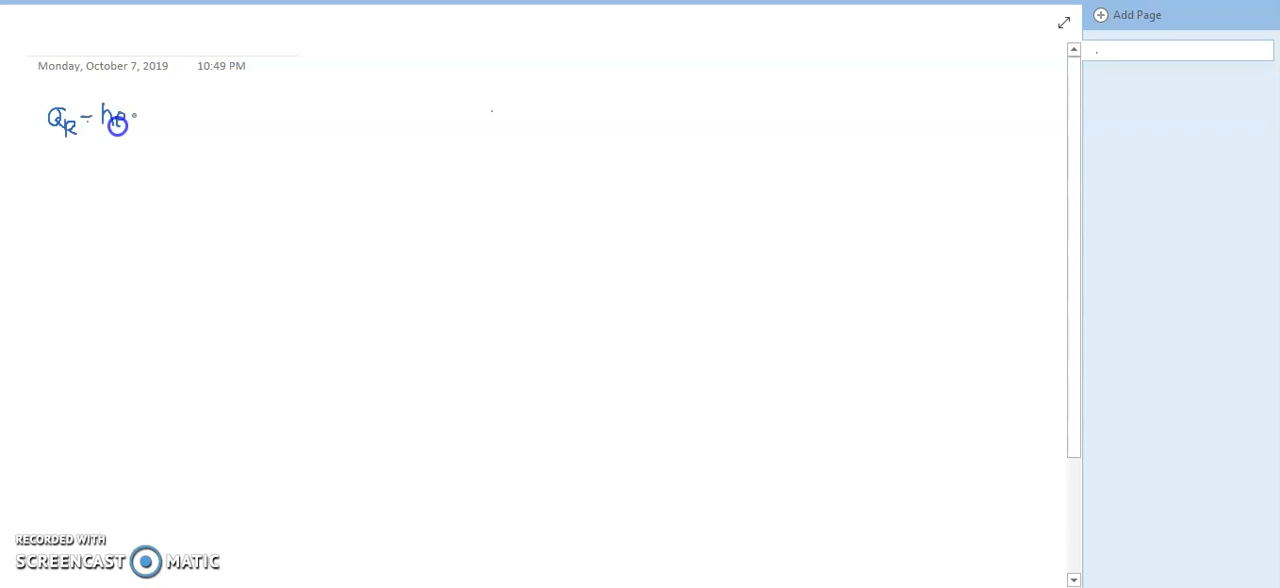 Add Page
Monday, October 7, 2019 10:49 PM
RECORDED WITH
SCREENCAST MATIC